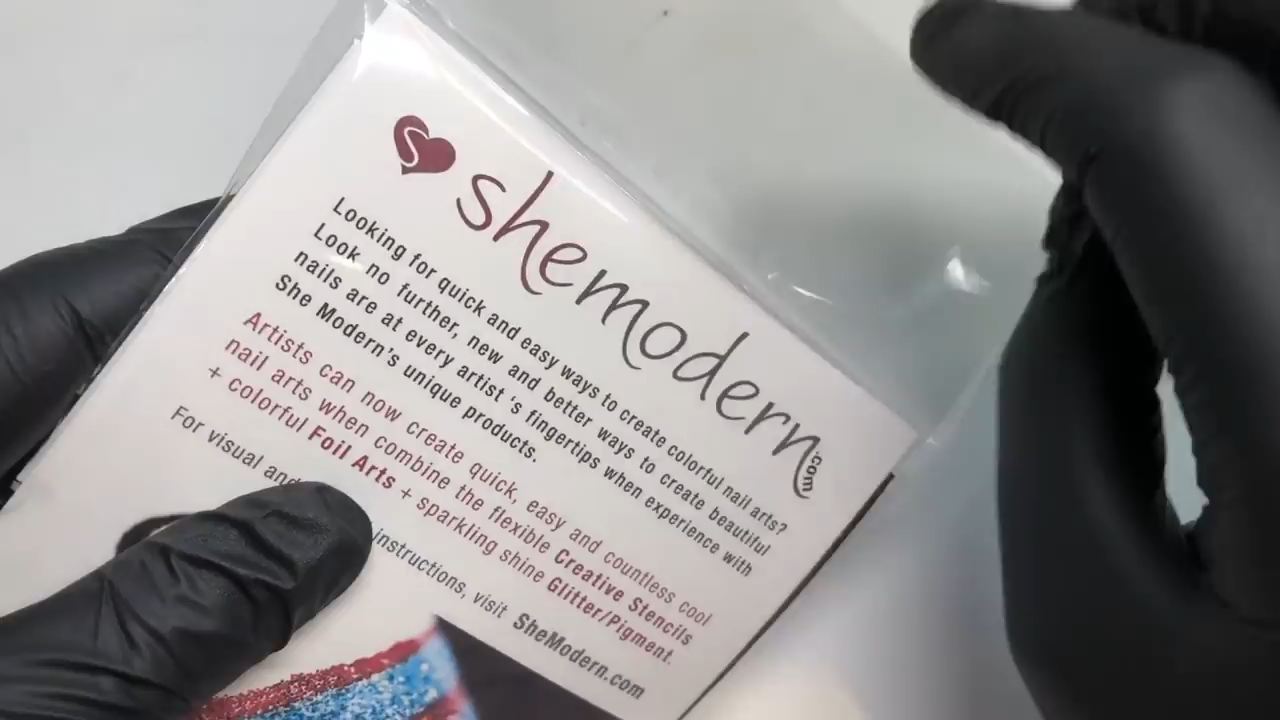 S shemodern.com
Looking for quick and easy ways to create colorful nail arts?
Look no further, new and better ways to create beautiful
nails are at every artist 's fingertips when experience with
She Modern's unique products.
Artists can now create quick, easy and countless cool
nail arts when combine the flexible Creative Stencils
+ colorful Foil Arts + sparkling shine Glitter/Pigment.
For visual and instructions, visit SheModern.com